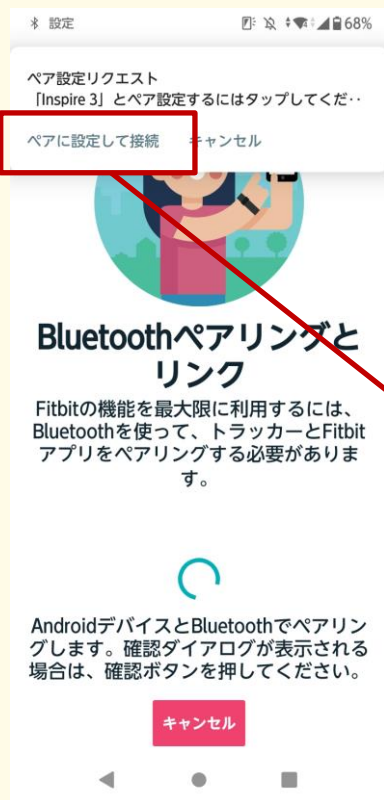 設定 68%
ペア設定リクエスト
「Inspire 3」とペア設定するにはタップしてくだ‥
ペアに設定して接続 キャンセル
Bluetoothペアリングと
リンク
Fitbitの機能を最大限に利用するには、
Bluetoothを使って、トラッカーとFitbit
アプリをペアリングする必要がありま
す。
AndroidデバイスとBluetoothでペアリン
グします。確認ダイアログが表示される
場合は、確認ボタンを押してください。
キャンセル